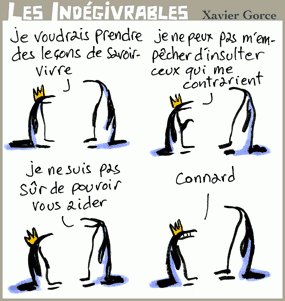 LES INDÉGIVRABLES Xavier Gorce
je voudrais prendre
des leçons de savoir-
vivre
je ne peux pas m'em-
pêcher d'insulter
ceux qui me
contrarient
je ne suis pas
sûr de pouvoir
vous aider
Connard